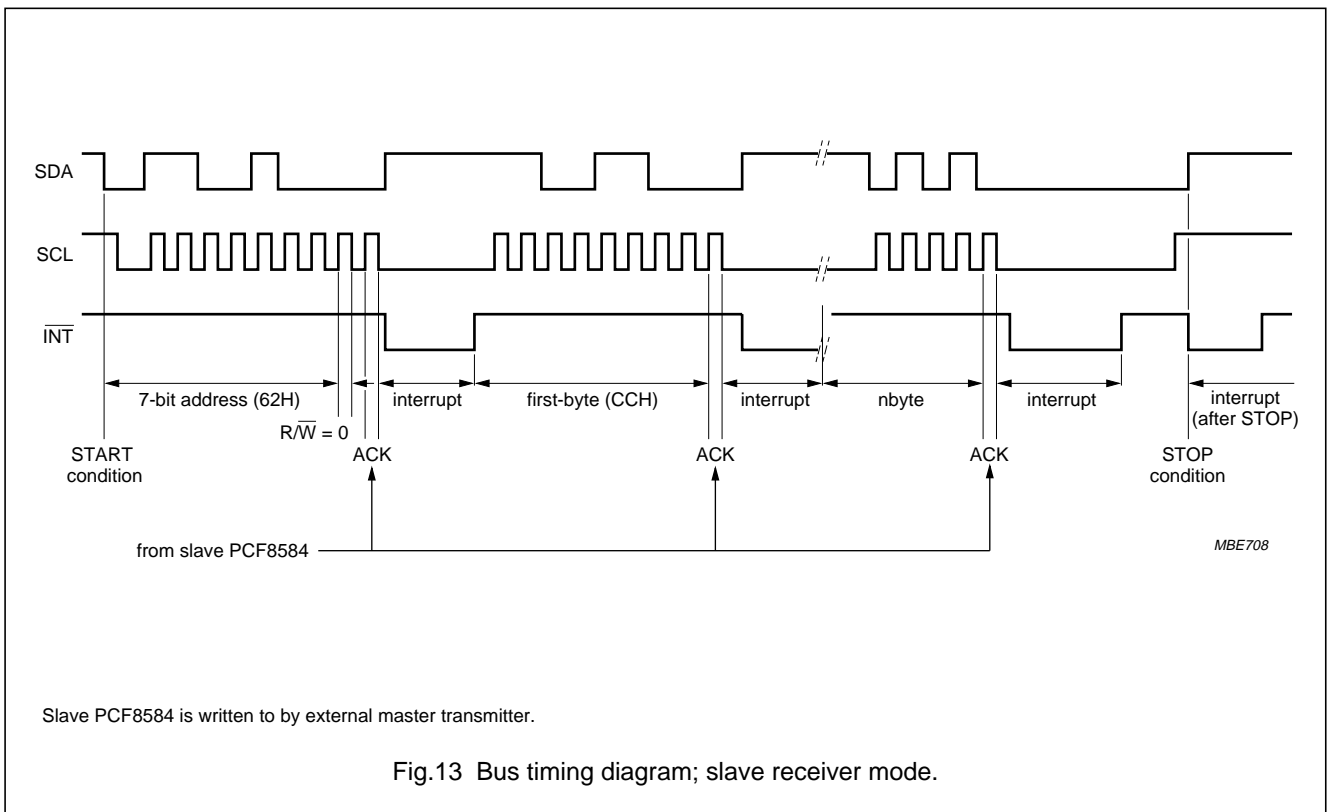 SDA
SCL
INT
7-bit address (62H)
interrupt
first-byte (CCH)
interrupt
nbyte
interrupt
interrupt
(after STOP)
R/W = 0
START
condition
ACK
ACK
ACK
STOP
condition
from slave PCF8584
MBE708
Slave PCF8584 is written to by external master transmitter.
Fig.13 Bus timing diagram; slave receiver mode.